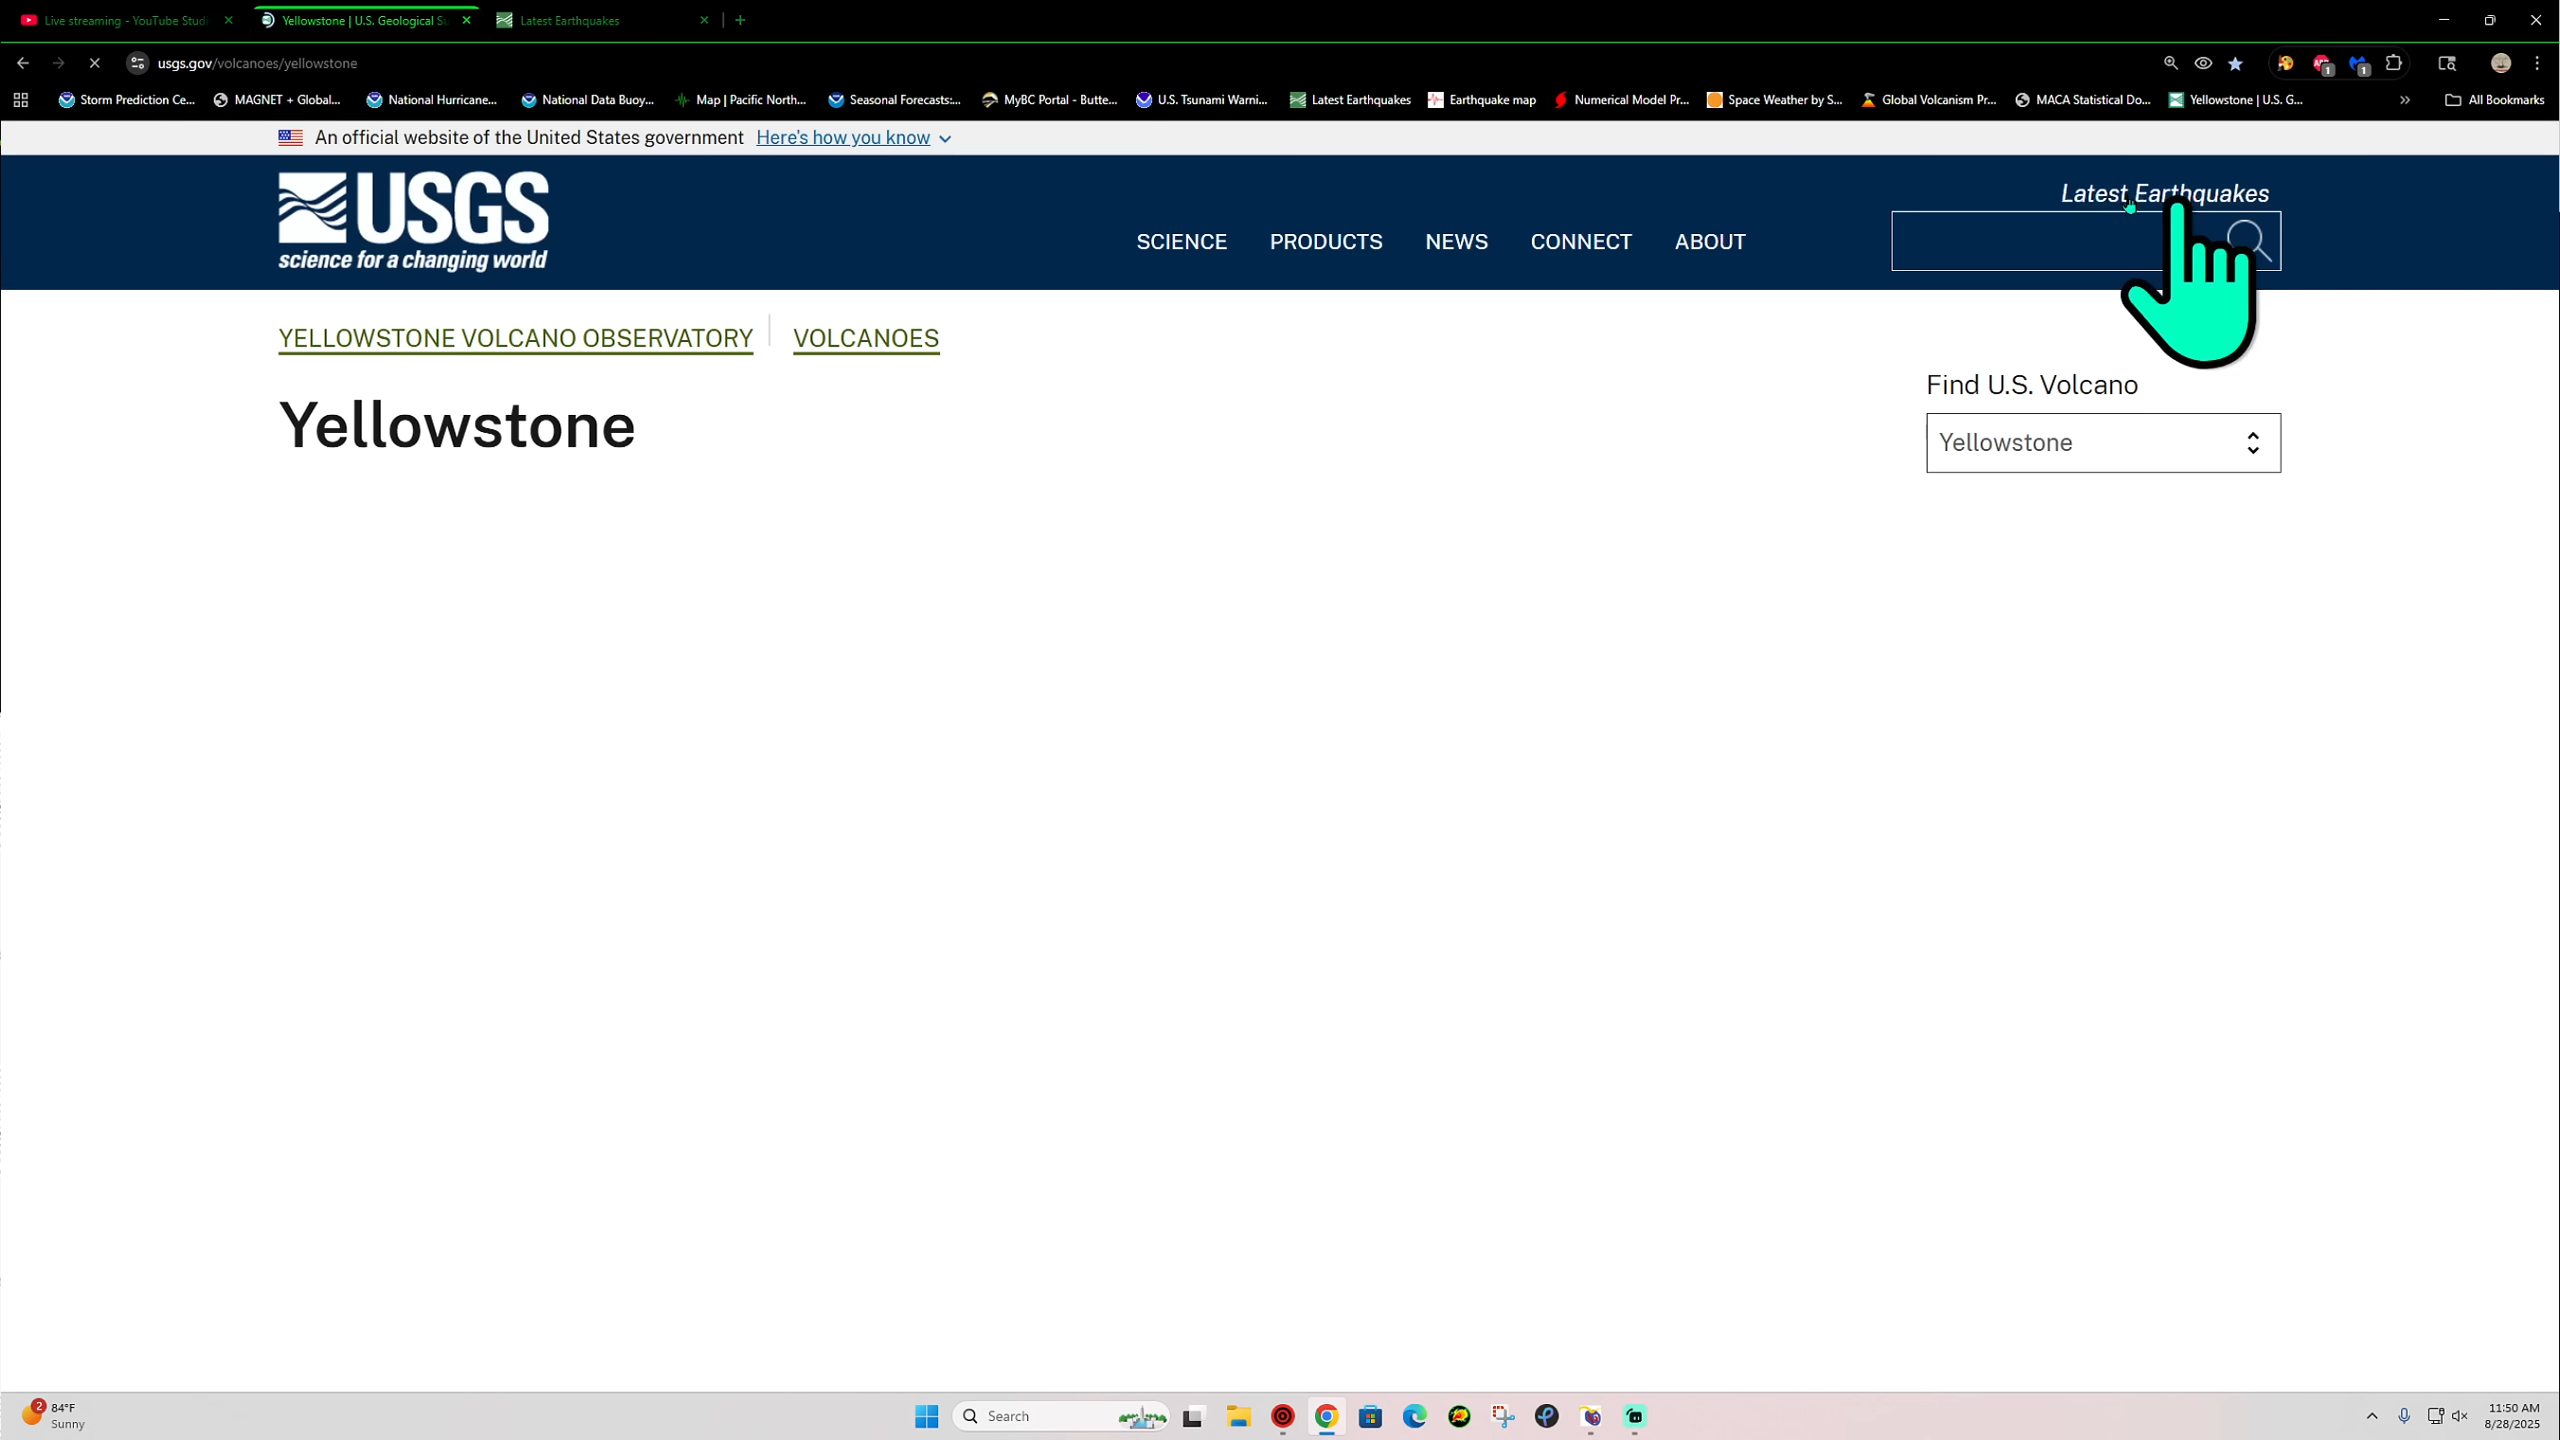 Live streaming - YouTube Studi
Yellowstone | U.S. Geological Su
Latest Earthquakes
usgs.gov/volcanoes/yellowstone
Storm Prediction Ce...
MAGNET + Global...
National Hurricane...
National Data Buoy...
Map | Pacific North...
Seasonal Forecasts:...
MyBC Portal - Butte...
U.S. Tsunami Warni...
Latest Earthquakes
Earthquake map
Numerical Model Pr...
Space Weather by S...
Global Volcanism Pr...
MACA Statistical Do...
Yellowstone | U.S. G...
All Bookmarks
An official website of the United States government Here's how you know
USGS
science for a changing world
Latest Earthquakes
SCIENCE PRODUCTS NEWS CONNECT ABOUT
YELLOWSTONE VOLCANO OBSERVATORY VOLCANOES
Yellowstone
Find U.S. Volcano
Yellowstone
2
84°F
Sunny
Search
11:50 AM
8/28/2025